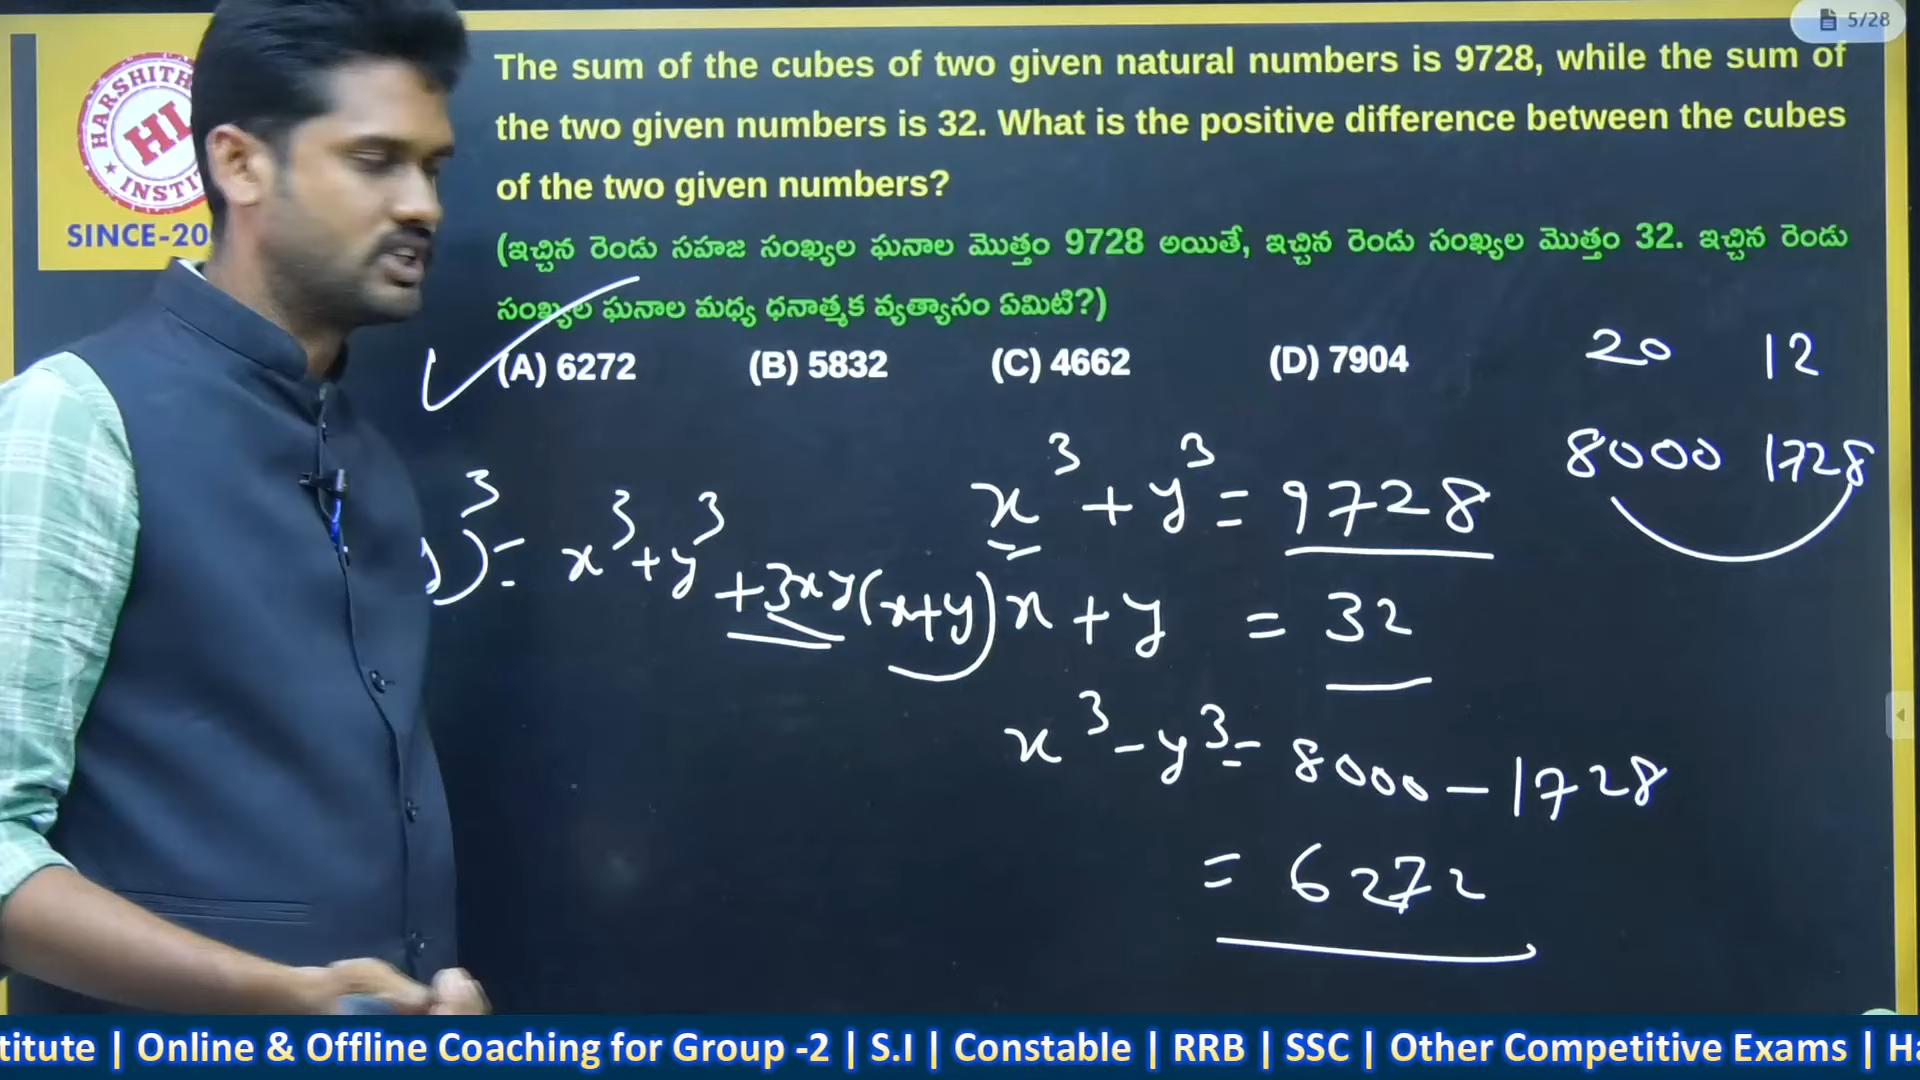 5/28
HARSHITH
HL
INSTI
SINCE-20
The sum of the cubes of two given natural numbers is 9728, while the sum of
the two given numbers is 32. What is the positive difference between the cubes
of the two given numbers?
(ఇచ్చిన రెండు సహజ సంఖ్యల ఘనాల మొత్తం 9728 అయితే, ఇచ్చిన రెండు సంఖ్యల మొత్తం 32. ఇచ్చిన రెండు
సంఖ్యల ఘనాల మధ్య ధనాత్మక వ్యత్యాసం ఏమిటి?)
(A) 6272 (B) 5832 (C) 4662 (D) 7904
20 12
8000 1728
x³ + y³ = 9728
)³ = x³ + y³ + 3xy(x+y)
x + y = 32
x³ - y³ = 8000 - 1728
= 6272
titute | Online & Offline Coaching for Group -2 | S.I | Constable | RRB | SSC | Other Competitive Exams | Ha